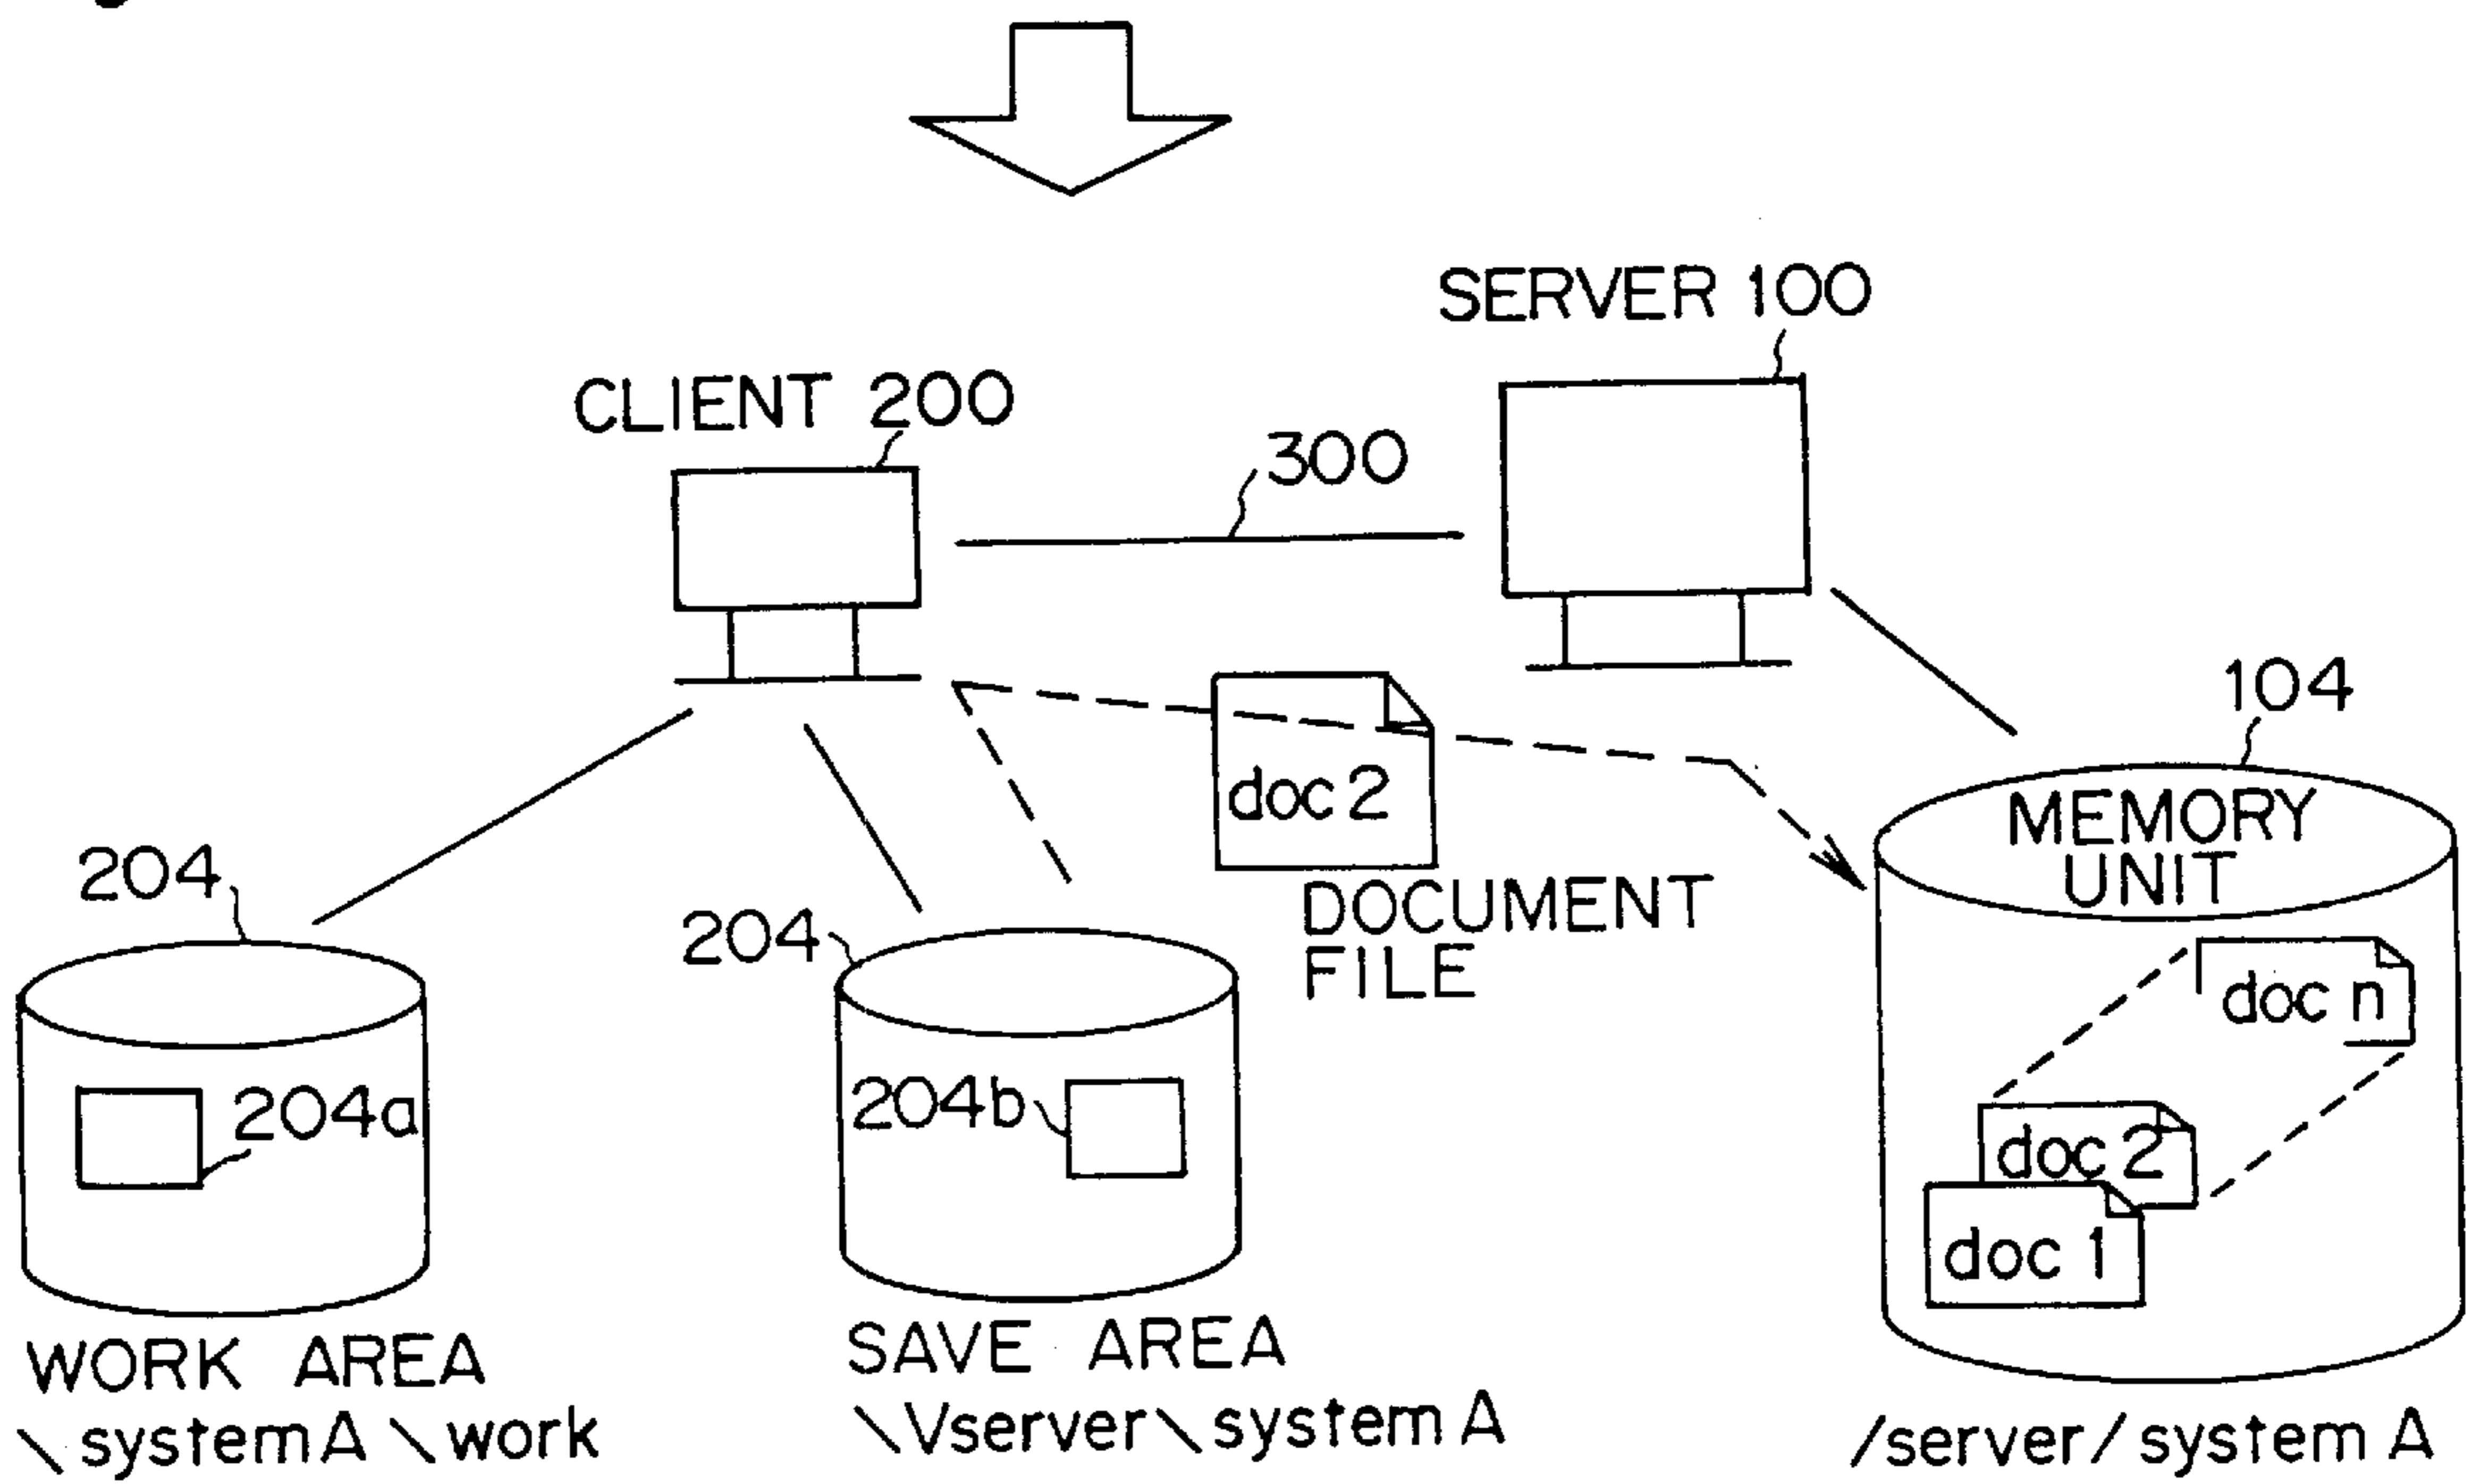 SERVER 100
CLIENT 200
300
104
doc 2
MEMORY
UNIT
204
204
DOCUMENT
FILE
doc n
204a
204b
doc 2
doc 1
WORK AREA
\systemA \work
SAVE AREA
\Vserver\system A
/server/system A